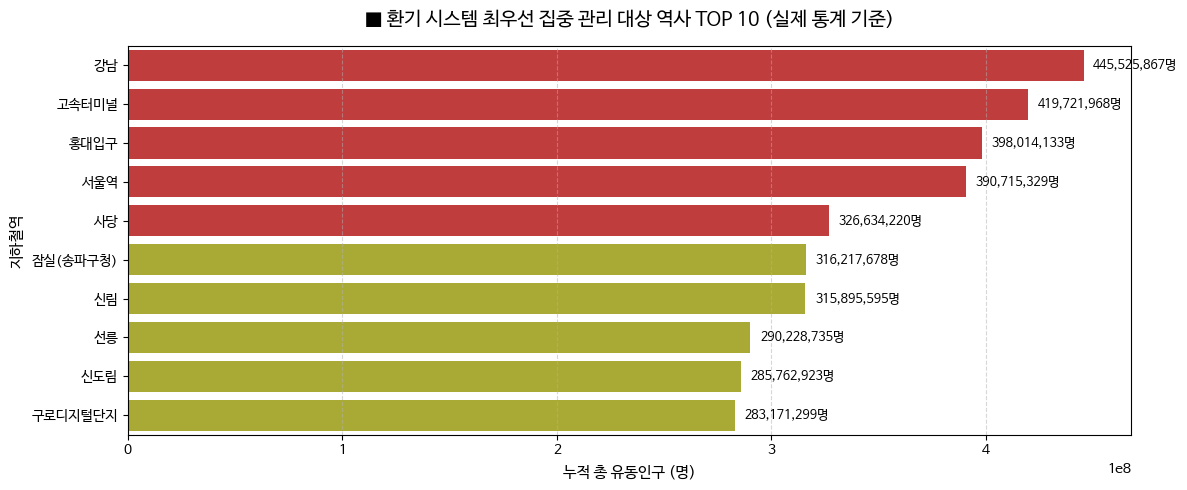 ■ 환기 시스템 최우선 집중 관리 대상 역사 TOP 10 (실제 통계 기준)
지하철역
강남 445,525,867명
고속터미널 419,721,968명
홍대입구 398,014,133명
서울역 390,715,329명
사당 326,634,220명
잠실(송파구청) 316,217,678명
신림 315,895,595명
선릉 290,228,735명
신도림 285,762,923명
구로디지털단지 283,171,299명
0 1 2 3 4
1e8
누적 총 유동인구 (명)